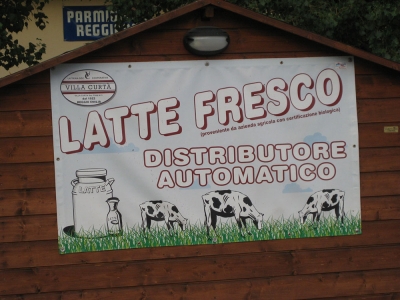 PARMIG
REGGI
VILLA CURTA
LATTE FRESCO
(proveniente da azienda agricola con certificazione biologica)
DISTRIBUTORE
AUTOMATICO
LATTE